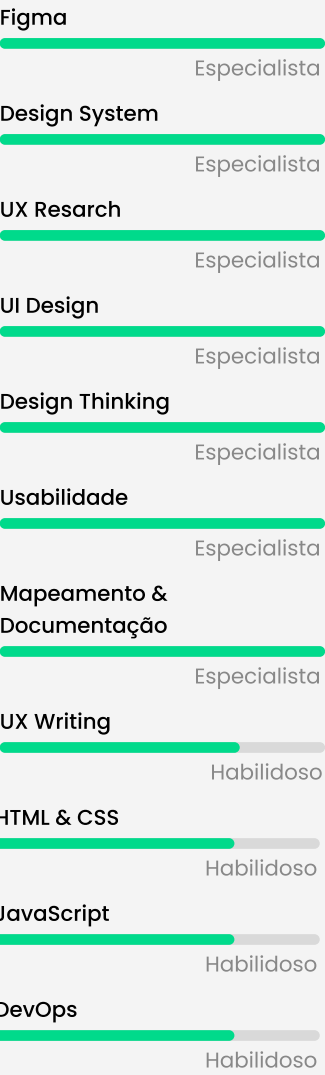 Figma
Especialista
Design System
Especialista
UX Resarch
Especialista
UI Design
Especialista
Design Thinking
Especialista
Usabilidade
Especialista
Mapeamento &
Documentação
Especialista
UX Writing
Habilidoso
HTML & CSS
Habilidoso
JavaScript
Habilidoso
DevOps
Habilidoso